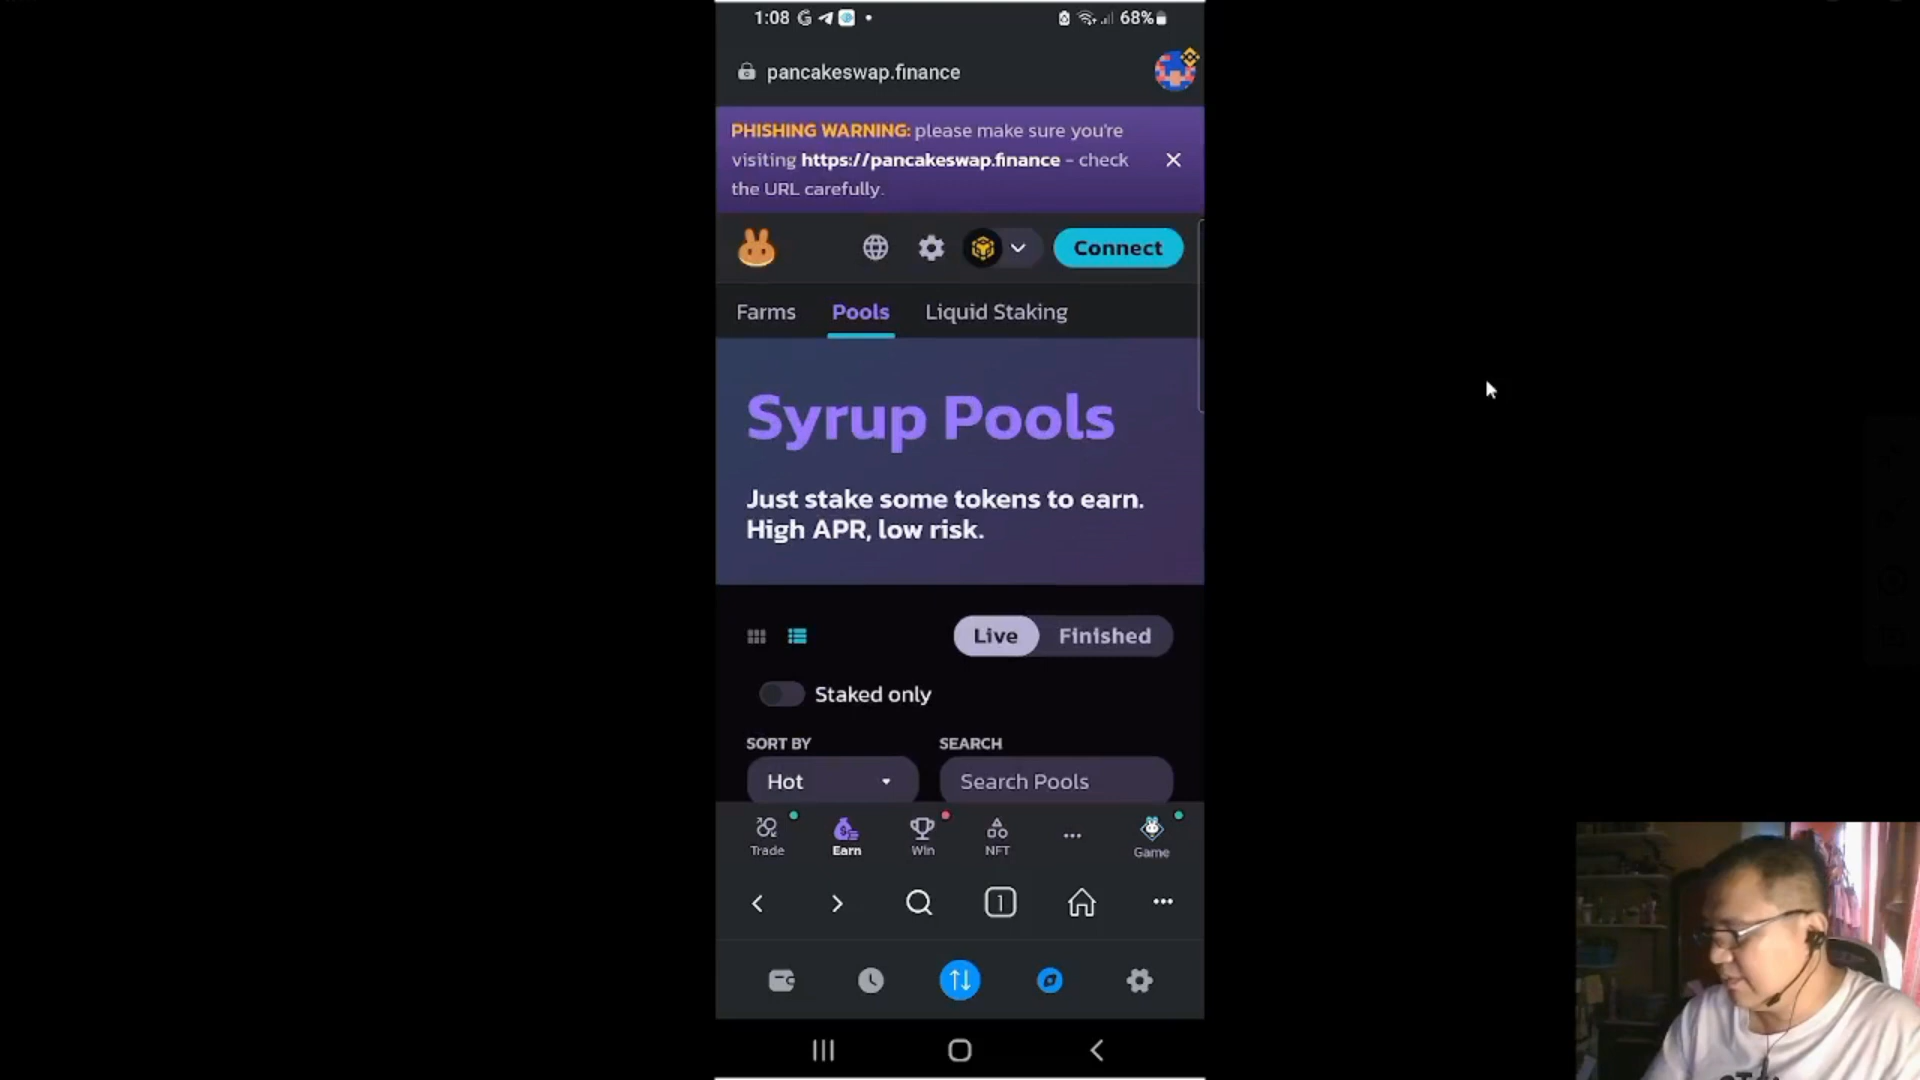 1:08
68%
pancakeswap.finance
PHISHING WARNING: please make sure you're
visiting https://pancakeswap.finance - check
the URL carefully.
Connect
Farms Pools Liquid Staking
Syrup Pools
Just stake some tokens to earn.
High APR, low risk.
Live Finished
Staked only
SORT BY SEARCH
Hot Search Pools
Trade Earn Win NFT Game
1